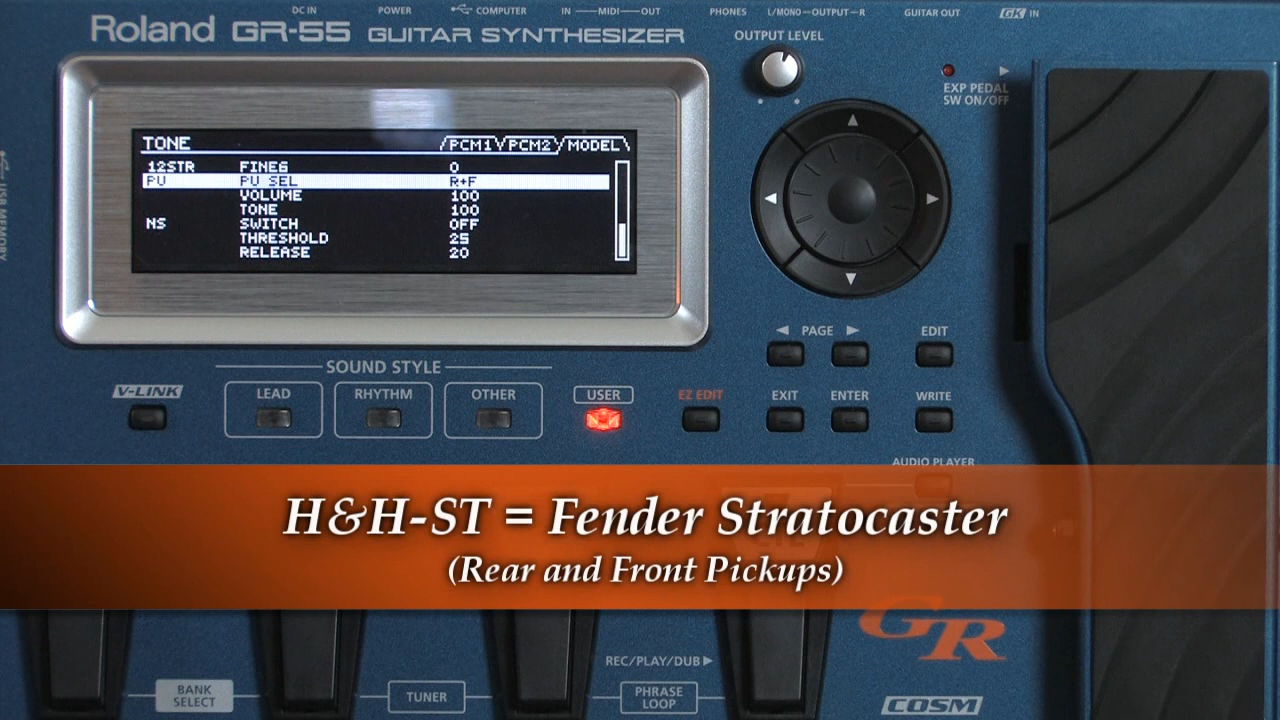 DC IN POWER COMPUTER IN MIDI OUT PHONES L/MONO OUTPUT R GUITAR OUT GK IN
Roland GR-55 GUITAR SYNTHESIZER
OUTPUT LEVEL
EXP PEDAL
SW ON/OFF
USB MEMORY
TONE PCM1 PCM2 MODEL
12STR FINE6 0
PU PU SEL R+F
VOLUME 100
TONE 100
NS SWITCH OFF
THRESHOLD 25
RELEASE 20
PAGE EDIT
SOUND STYLE
V-LINK LEAD RHYTHM OTHER USER EZ EDIT EXIT ENTER WRITE
AUDIO PLAYER
H&H-ST = Fender Stratocaster
(Rear and Front Pickups)
GR
REC/PLAY/DUB
BANK
SELECT
TUNER
PHRASE
LOOP
COSM